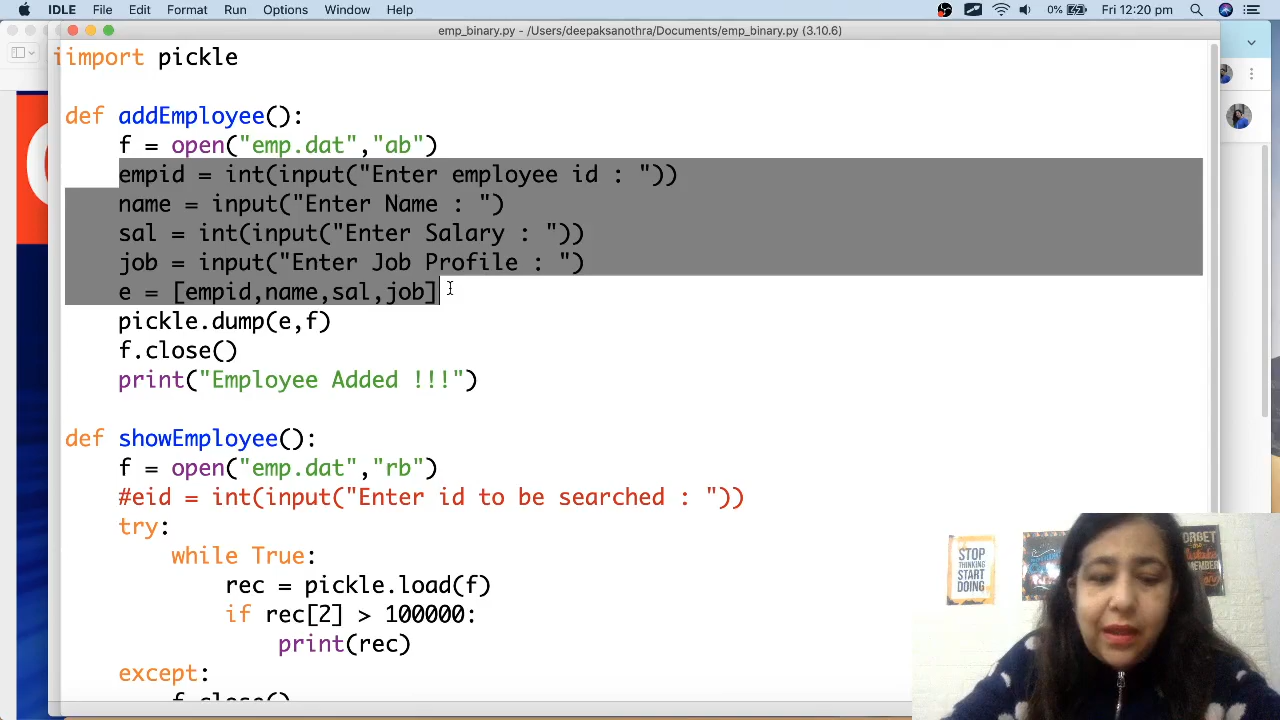 IDLE File Edit Format Run Options Window Help 0% Fri 12:20 pm
emp_binary.py - /Users/deepaksanothra/Documents/emp_binary.py (3.10.6)
iimport pickle
def addEmployee():
f = open("emp.dat","ab")
empid = int(input("Enter employee id : "))
name = input("Enter Name : ")
sal = int(input("Enter Salary : "))
job = input("Enter Job Profile : ")
e = [empid,name,sal,job]
pickle.dump(e,f)
f.close()
print("Employee Added !!!")
def showEmployee():
f = open("emp.dat","rb")
#eid = int(input("Enter id to be searched : "))
try:
while True:
rec = pickle.load(f)
if rec[2] > 100000:
print(rec)
except:
f.close()
STOP
THINKING
START
DOING